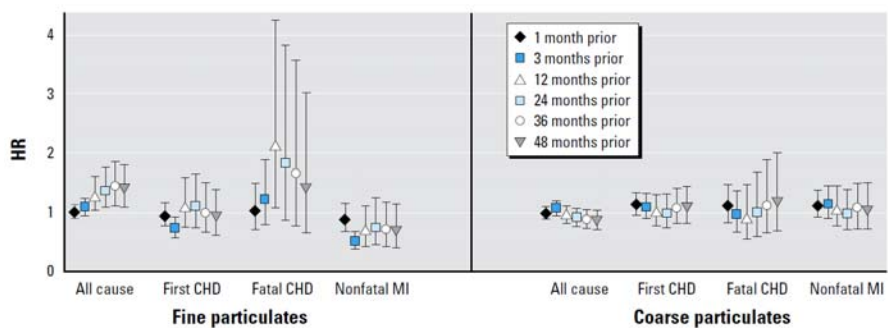 HR
4
3
2
1
0
1 month prior
3 months prior
12 months prior
24 months prior
36 months prior
48 months prior
All cause
First CHD
Fatal CHD
Nonfatal MI
All cause
First CHD
Fatal CHD
Nonfatal MI
Fine particulates
Coarse particulates